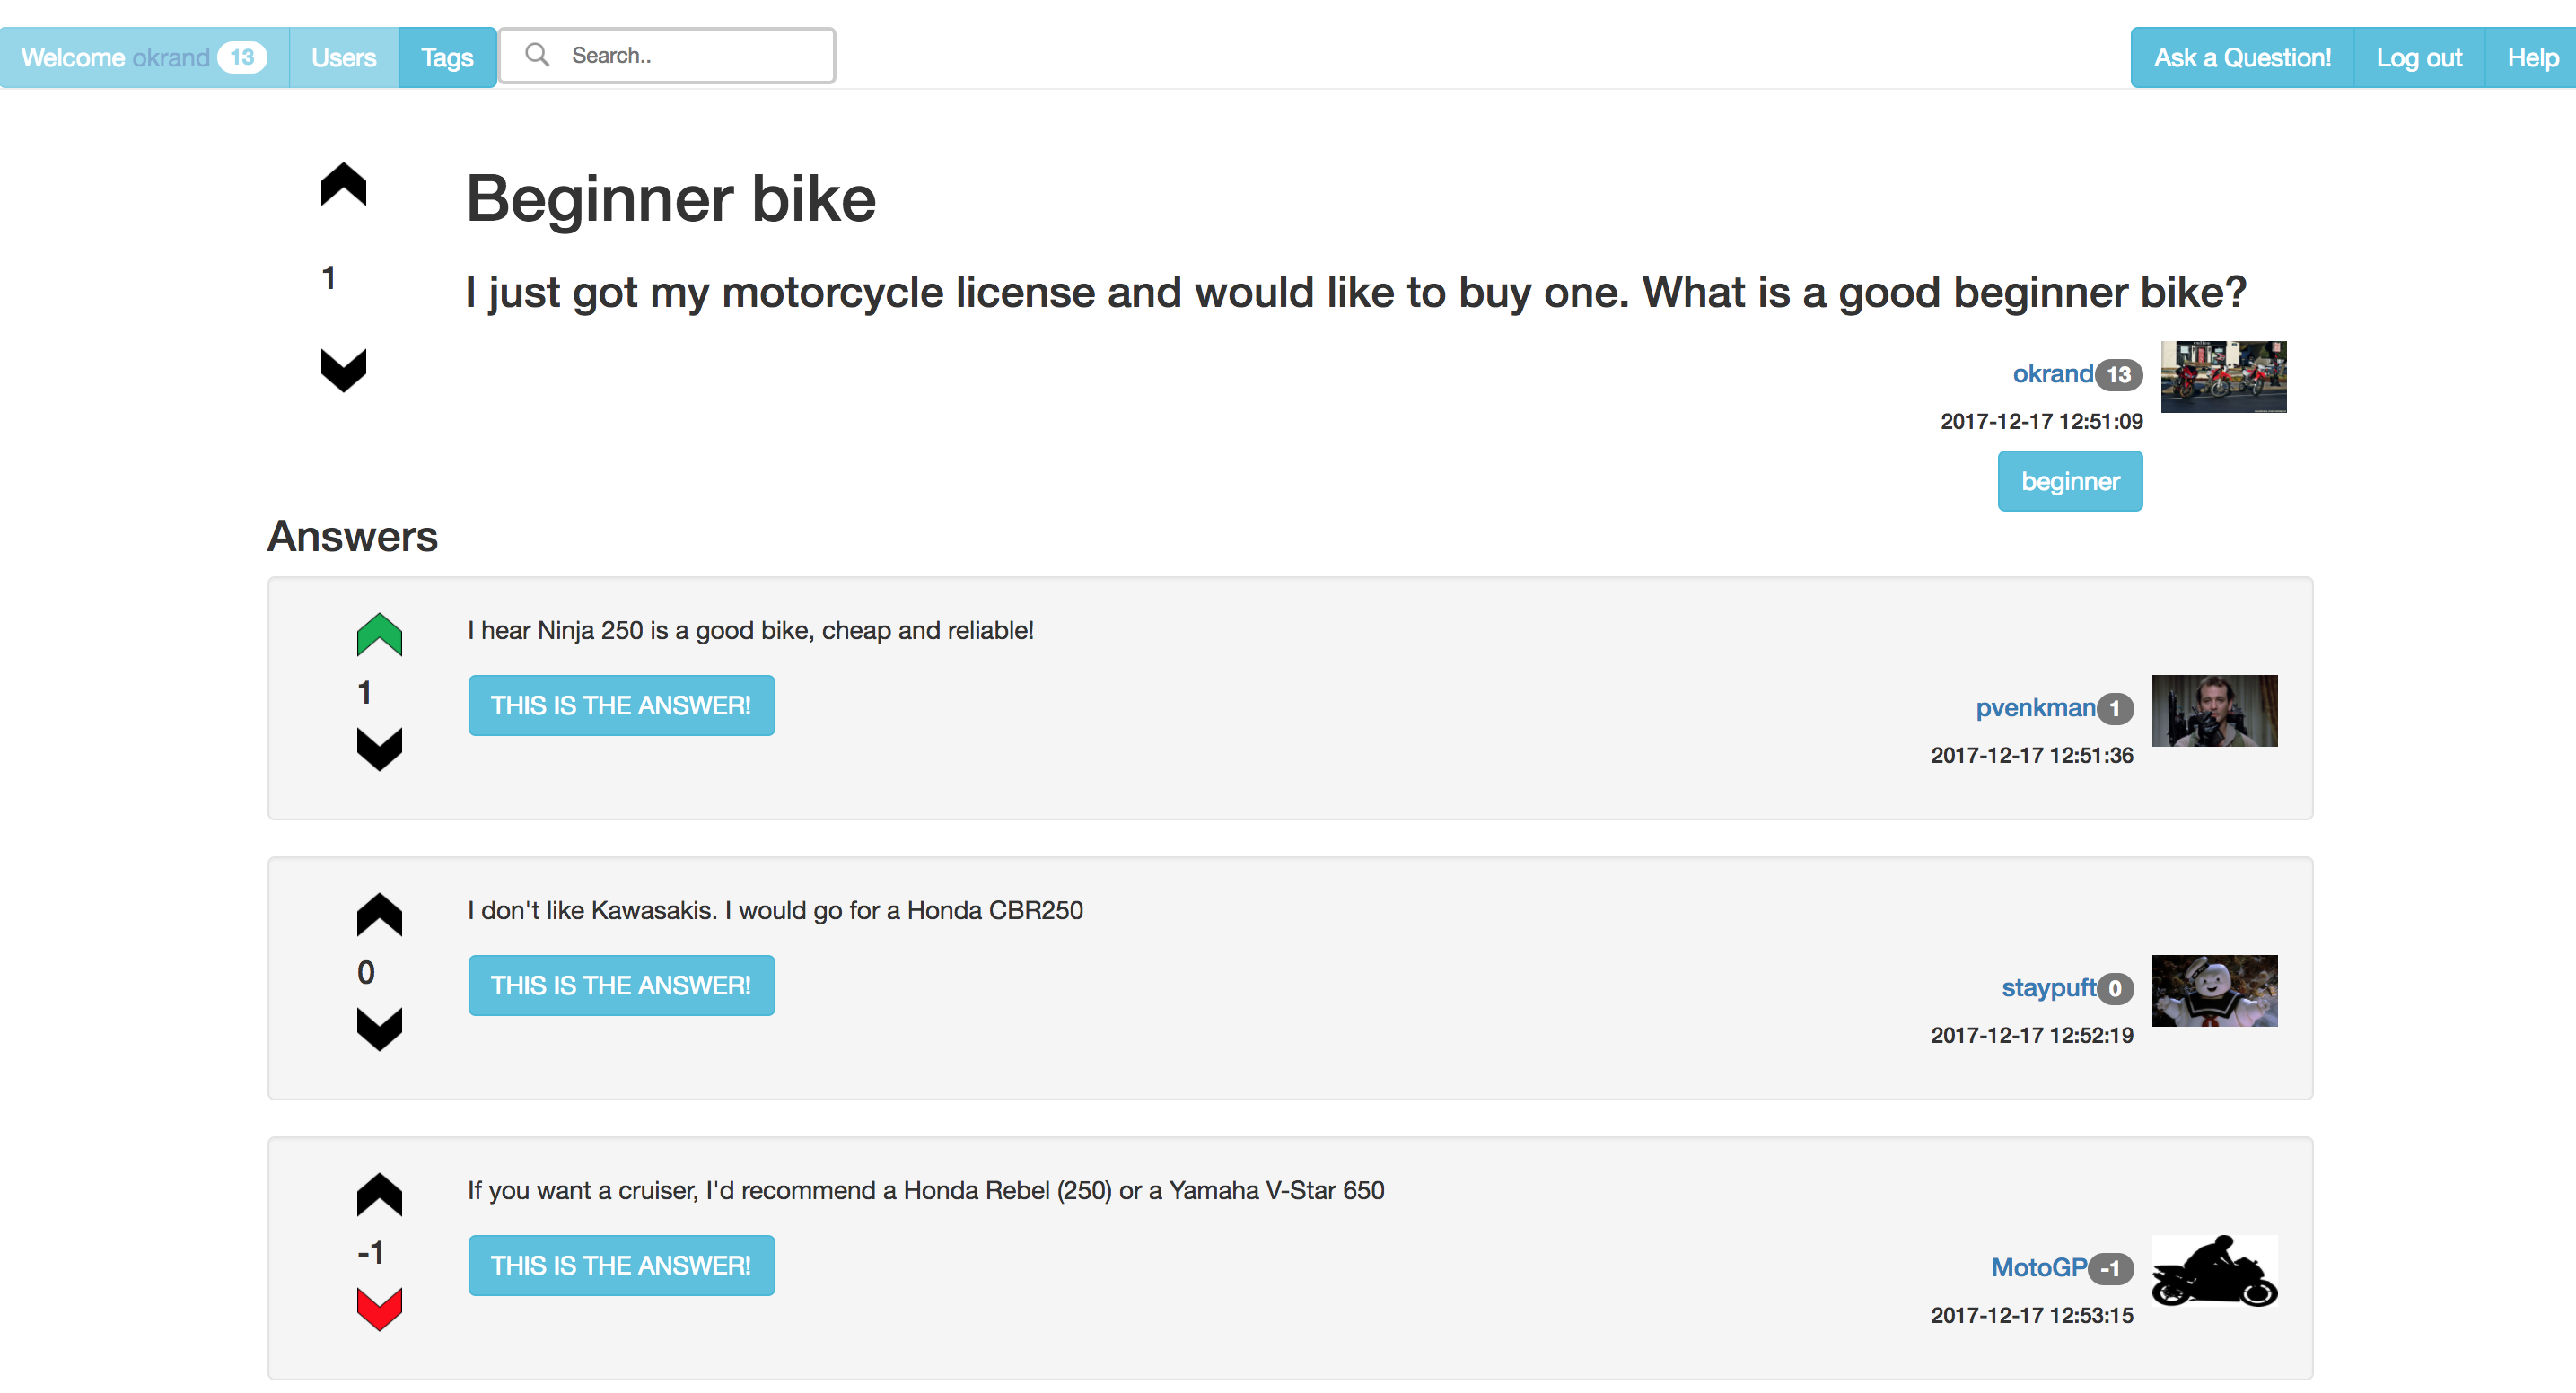 Welcome okrand 13 Users Tags Search.. Ask a Question! Log out Help
Beginner bike
1
I just got my motorcycle license and would like to buy one. What is a good beginner bike?
okrand 13
2017-12-17 12:51:09
beginner
Answers
I hear Ninja 250 is a good bike, cheap and reliable!
1
THIS IS THE ANSWER!
pvenkman 1
2017-12-17 12:51:36
I don't like Kawasakis. I would go for a Honda CBR250
0
THIS IS THE ANSWER!
staypuft 0
2017-12-17 12:52:19
If you want a cruiser, I'd recommend a Honda Rebel (250) or a Yamaha V-Star 650
-1
THIS IS THE ANSWER!
MotoGP -1
2017-12-17 12:53:15